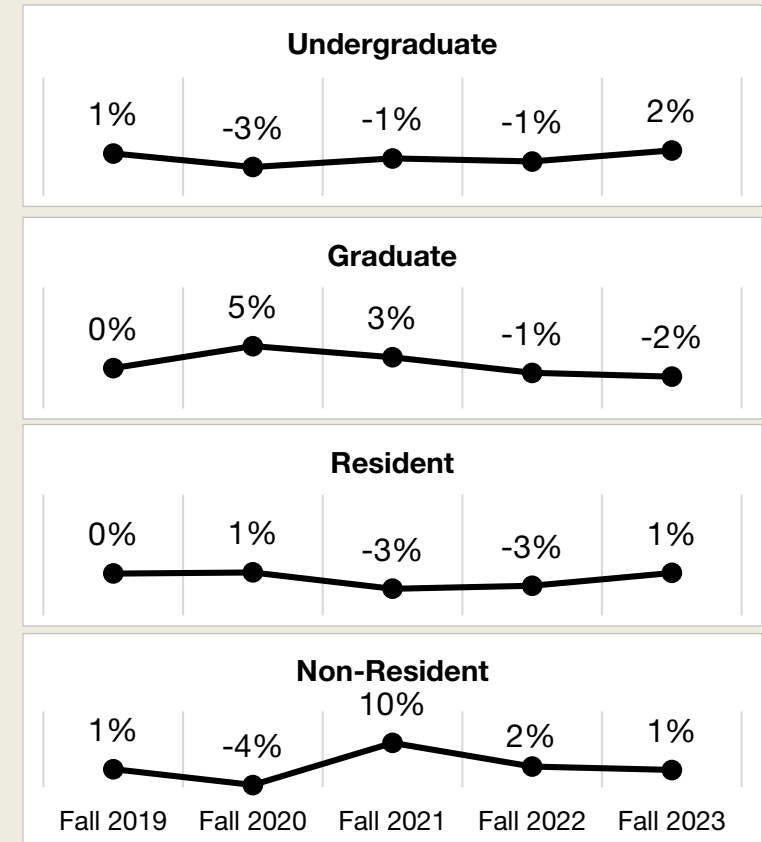 Undergraduate
1% -3% -1% -1% 2%
Graduate
0% 5% 3% -1% -2%
Resident
0% 1% -3% -3% 1%
Non-Resident
1% -4% 10% 2% 1%
Fall 2019 Fall 2020 Fall 2021 Fall 2022 Fall 2023